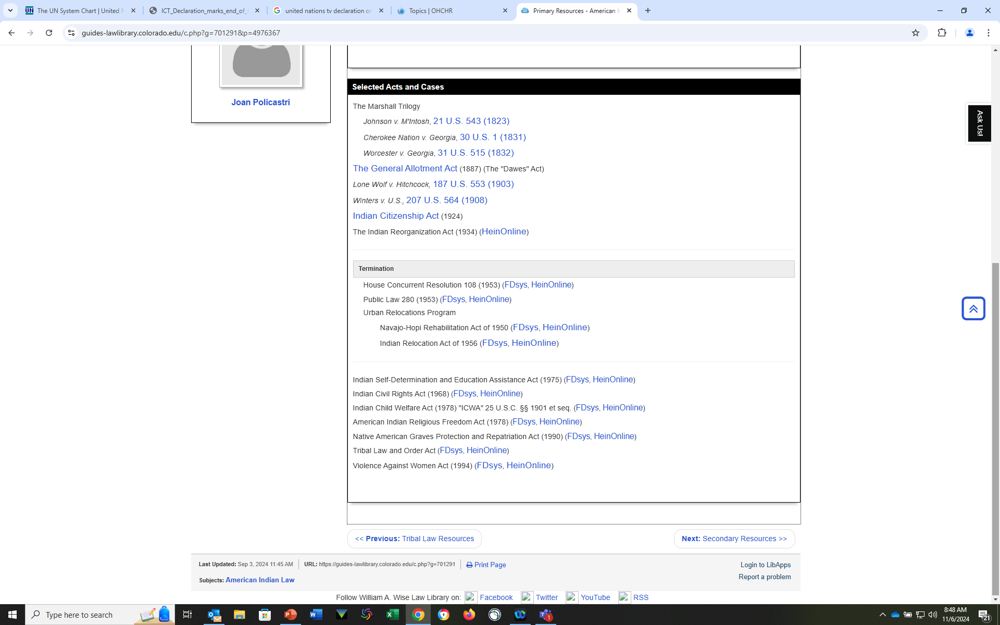 The UN System Chart | United N
ICT_Declaration_marks_end_of_
united nations tv declaration on
Topics | OHCHR
Primary Resources - American I
guides-lawlibrary.colorado.edu/c.php?g=701291&p=4976367
Joan Policastri
Selected Acts and Cases
The Marshall Trilogy
Johnson v. M'Intosh, 21 U.S. 543 (1823)
Cherokee Nation v. Georgia, 30 U.S. 1 (1831)
Worcester v. Georgia, 31 U.S. 515 (1832)
The General Allotment Act (1887) (The "Dawes" Act)
Lone Wolf v. Hitchcock, 187 U.S. 553 (1903)
Winters v. U.S., 207 U.S. 564 (1908)
Indian Citizenship Act (1924)
The Indian Reorganization Act (1934) (HeinOnline)
Termination
House Concurrent Resolution 108 (1953) (FDsys, HeinOnline)
Public Law 280 (1953) (FDsys, HeinOnline)
Urban Relocations Program
Navajo-Hopi Rehabilitation Act of 1950 (FDsys, HeinOnline)
Indian Relocation Act of 1956 (FDsys, HeinOnline)
Indian Self-Determination and Education Assistance Act (1975) (FDsys, HeinOnline)
Indian Civil Rights Act (1968) (FDsys, HeinOnline)
Indian Child Welfare Act (1978) "ICWA" 25 U.S.C. §§ 1901 et seq. (FDsys, HeinOnline)
American Indian Religious Freedom Act (1978) (FDsys, HeinOnline)
Native American Graves Protection and Repatriation Act (1990) (FDsys, HeinOnline)
Tribal Law and Order Act (FDsys, HeinOnline)
Violence Against Women Act (1994) (FDsys, HeinOnline)
Ask Us!
<< Previous: Tribal Law Resources
Next: Secondary Resources >>
Last Updated: Sep 3, 2024 11:45 AM
URL: https://guides-lawlibrary.colorado.edu/c.php?g=701291
Print Page
Login to LibApps
Subjects: American Indian Law
Report a problem
Follow William A. Wise Law Library on: Facebook Twitter YouTube RSS
Type here to search
8:48 AM
11/6/2024
21
1